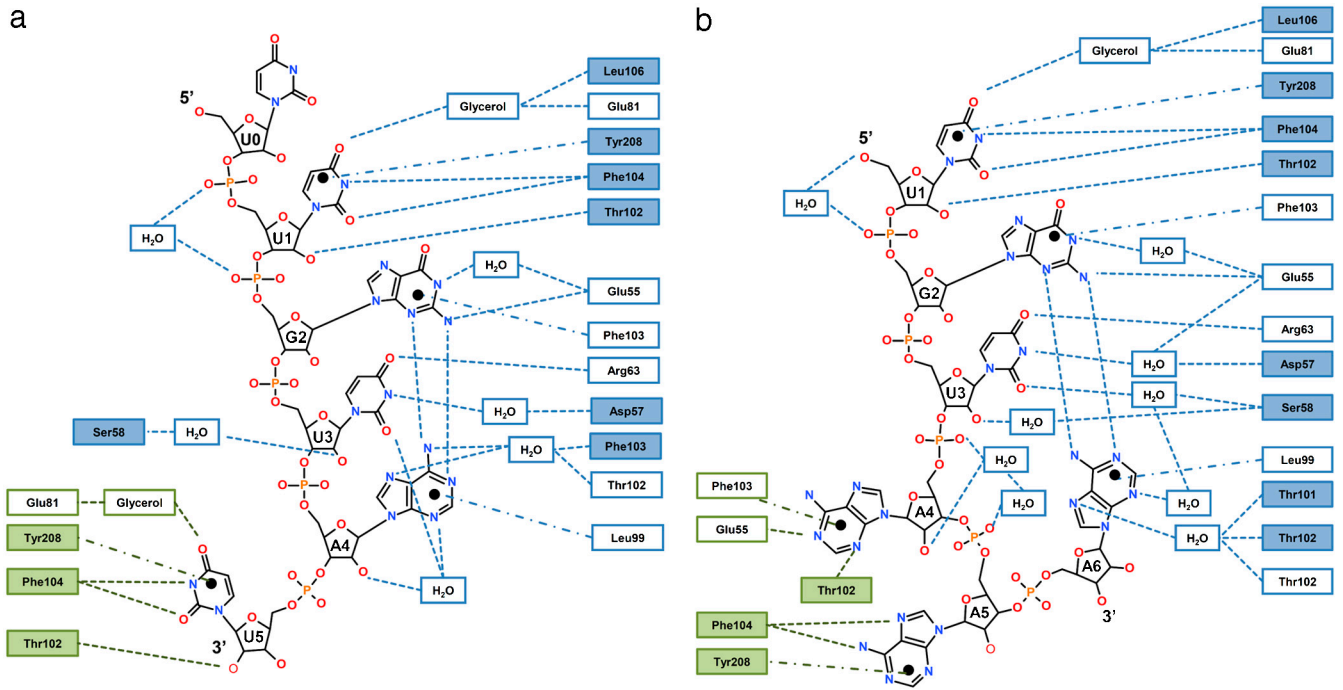 a
5’
U0
U1
G2
U3
A4
U5
3’
Glycerol
Leu106
Glu81
Tyr208
Phe104
Thr102
H₂O
H₂O
Glu55
Phe103
Arg63
H₂O
Asp57
Ser58
H₂O
H₂O
Phe103
Thr102
Leu99
H₂O
Glu81
Glycerol
Tyr208
Phe104
Thr102
O
N
P
b
5’
U1
G2
U3
A4
A5
A6
3’
Glycerol
Leu106
Glu81
Tyr208
Phe104
Thr102
H₂O
Phe103
H₂O
Glu55
Arg63
H₂O
Asp57
H₂O
Ser58
H₂O
Leu99
H₂O
H₂O
H₂O
Thr101
H₂O
Thr102
Thr102
Phe103
Glu55
Thr102
Phe104
Tyr208
O
N
P